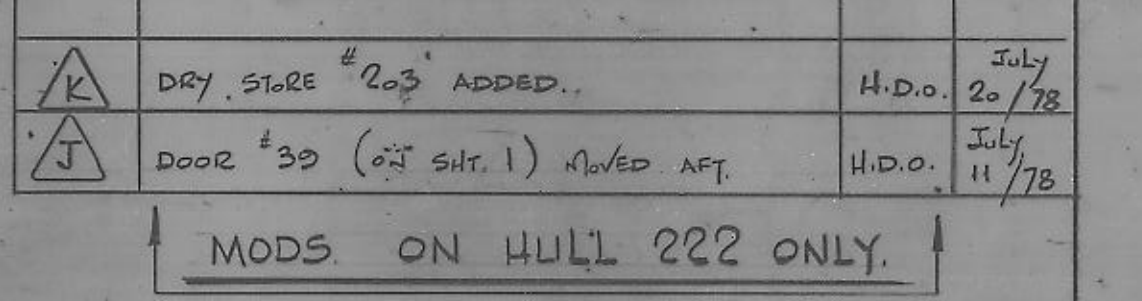 K DRY STORE #203 ADDED. H.D.O. July 20/78
J DOOR #39 (ON SHT. 1) MOVED AFT. H.D.O. July 11/78
MODS. ON HULL 222 ONLY.